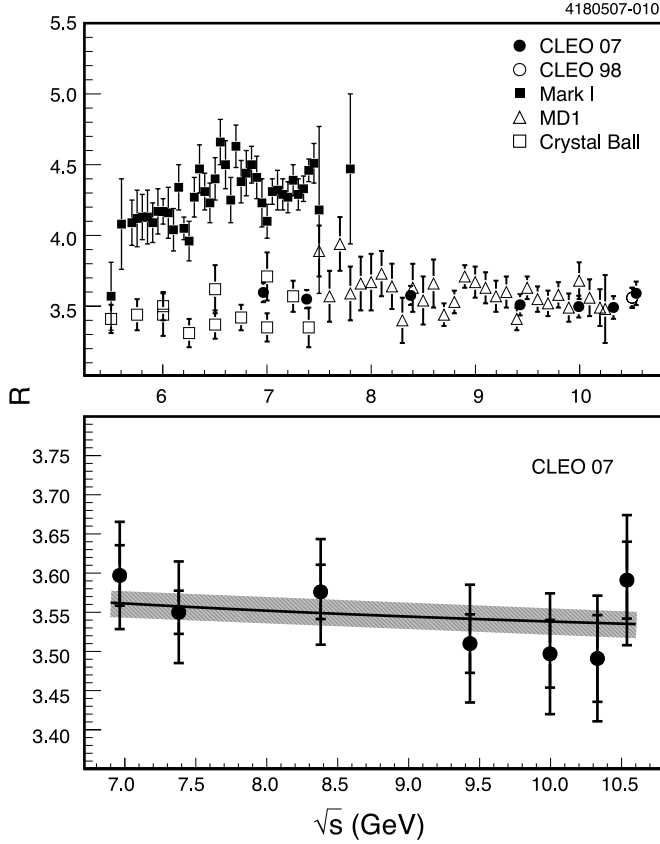 4180507-010
5.5
CLEO 07
CLEO 98
5.0
Mark I
MD1
Crystal Ball
4.5
4.0
3.5
6 7 8 9 10
R
3.75
CLEO 07
3.70
3.65
3.60
3.55
3.50
3.45
3.40
7.0 7.5 8.0 8.5 9.0 9.5 10.0 10.5
√s (GeV)